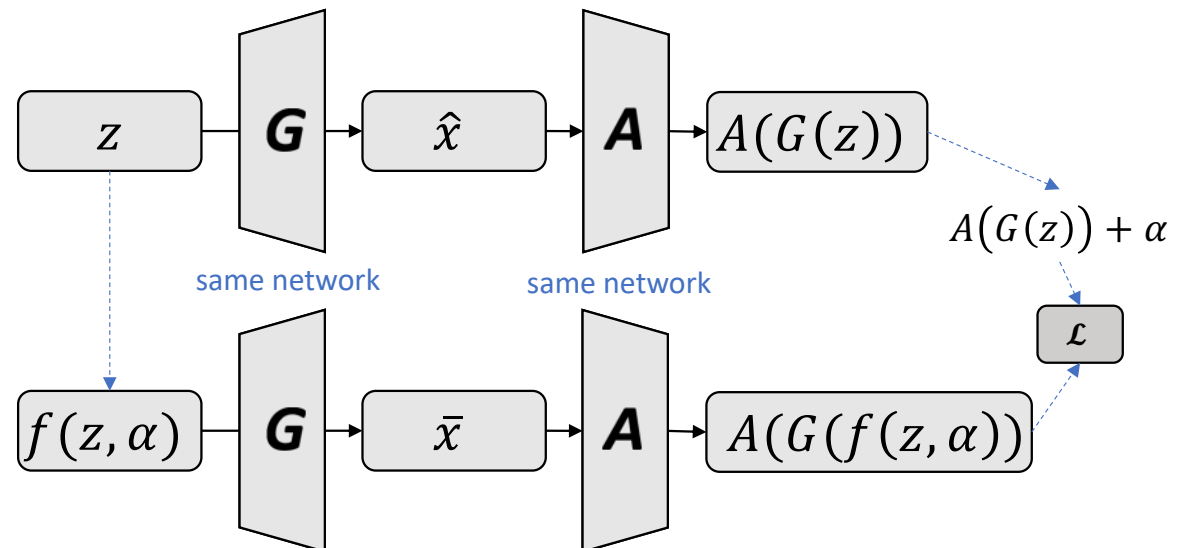 z
G
x̂
A
A(G(z))
A(G(z)) + α
same network
same network
ℒ
f(z, α)
G
x̄
A
A(G(f(z, α))